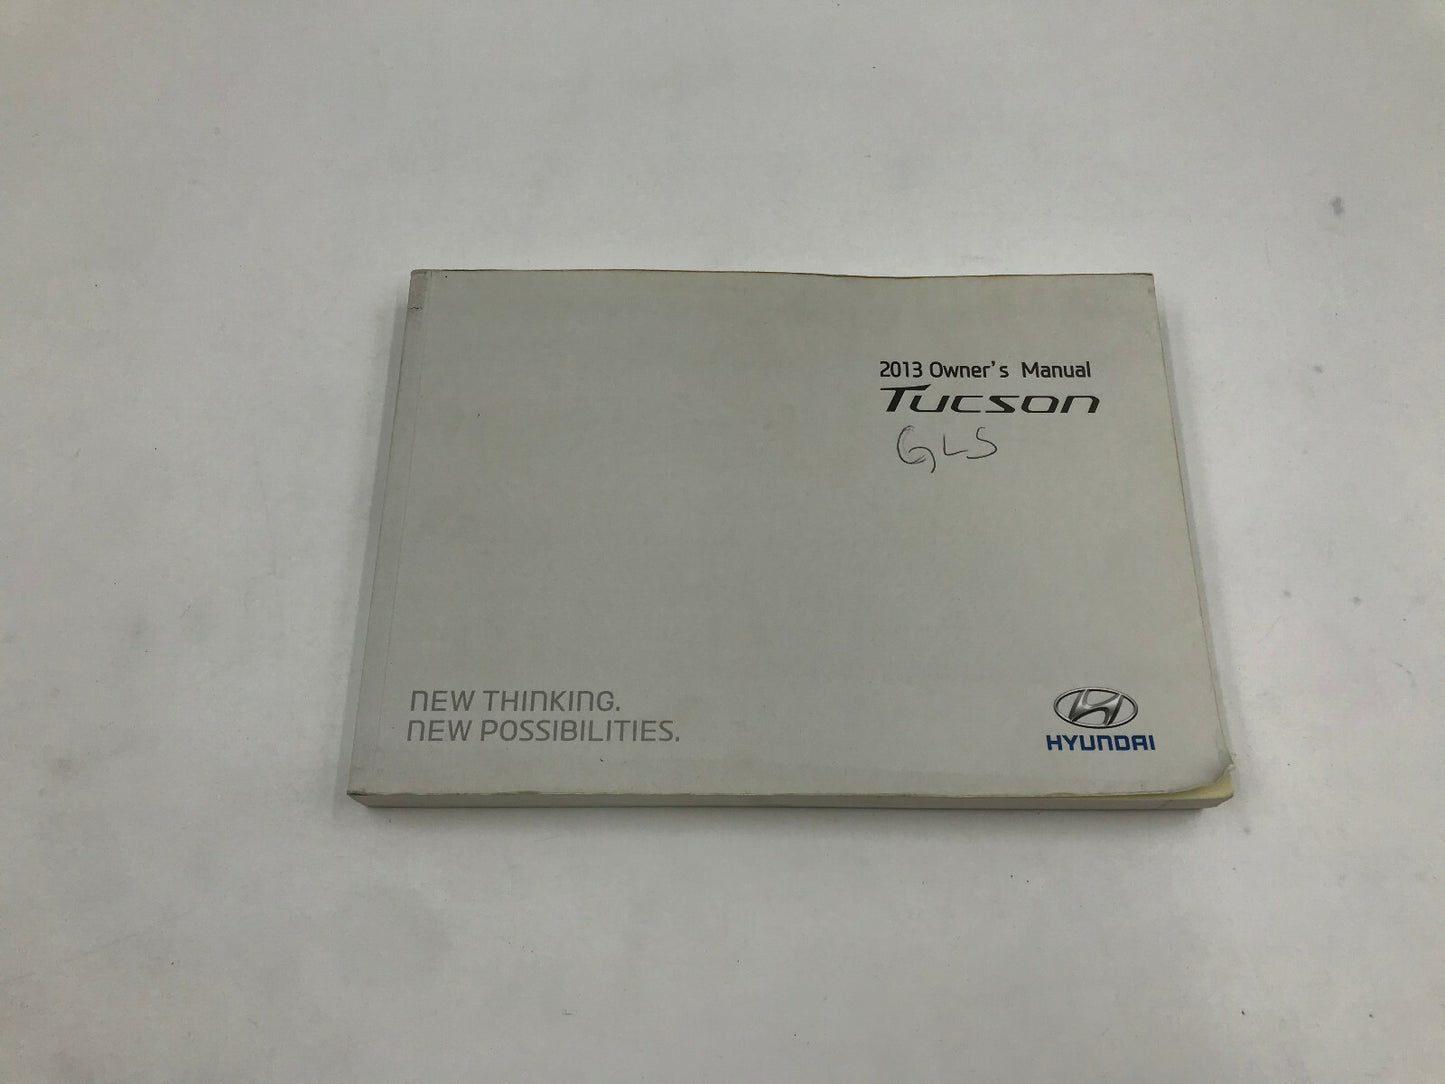 2013 Owner's Manual
Tucson
GLS
NEW THINKING.
NEW POSSIBILITIES.
HYUNDAI